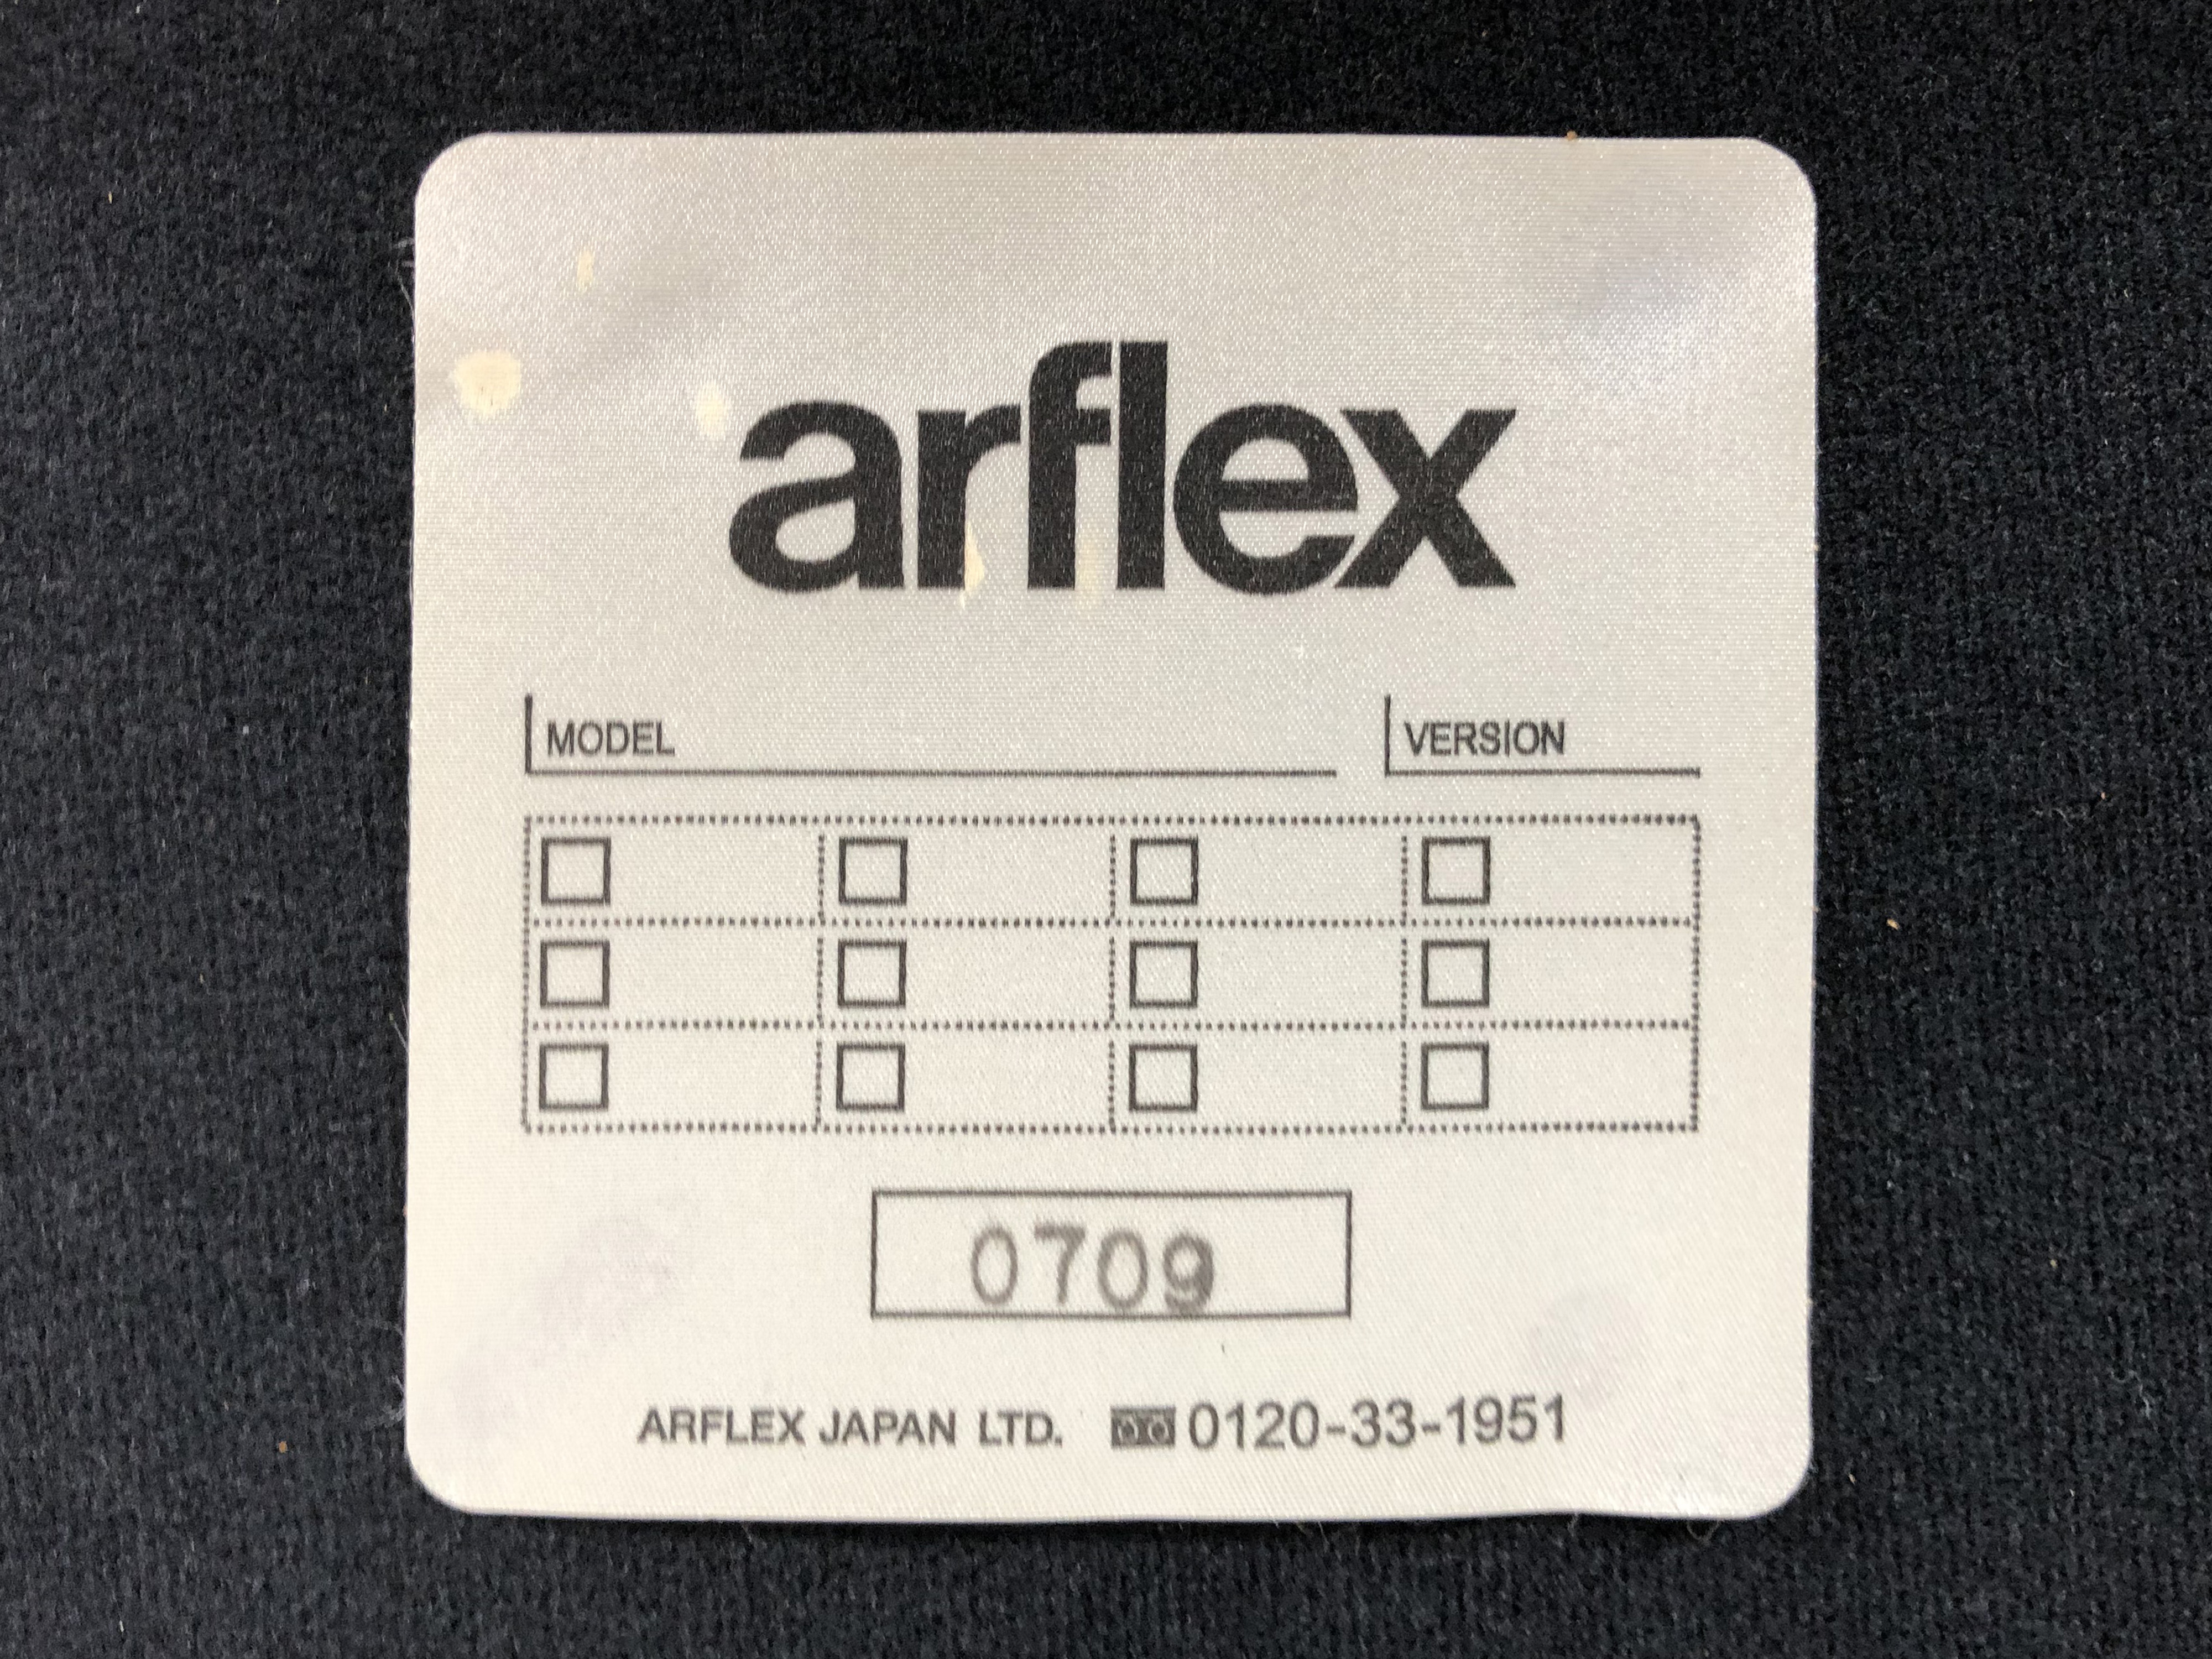 arflex
MODEL VERSION
0709
ARFLEX JAPAN LTD. 0120-33-1951